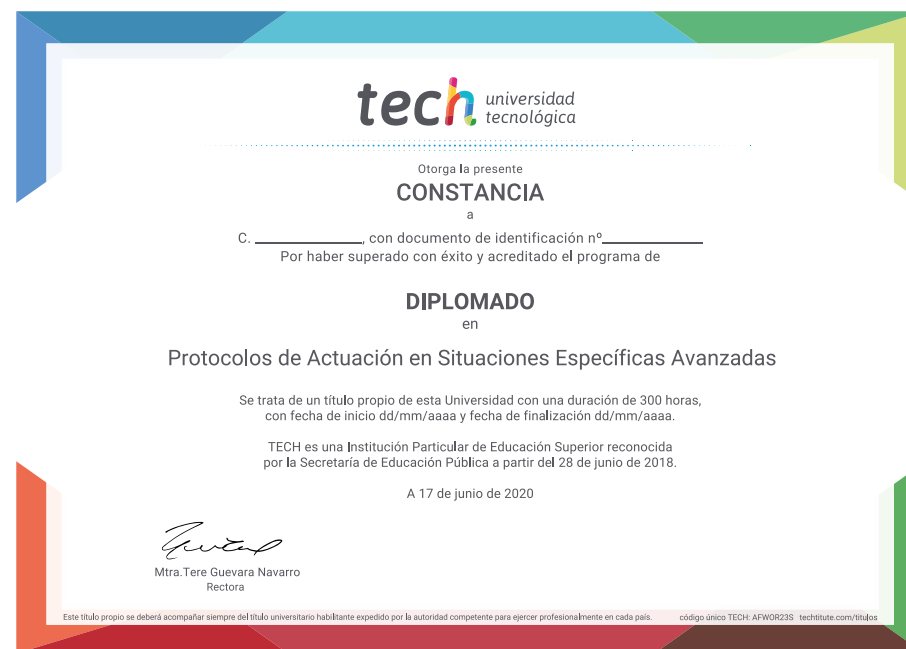 tech universidad
tecnológica
Otorga la presente
CONSTANCIA
a
C. ____________, con documento de identificación nº____________
Por haber superado con éxito y acreditado el programa de
DIPLOMADO
en
Protocolos de Actuación en Situaciones Específicas Avanzadas
Se trata de un título propio de esta Universidad con una duración de 300 horas,
con fecha de inicio dd/mm/aaaa y fecha de finalización dd/mm/aaaa.
TECH es una Institución Particular de Educación Superior reconocida
por la Secretaría de Educación Pública a partir del 28 de junio de 2018.
A 17 de junio de 2020
Mtra.Tere Guevara Navarro
Rectora
Este título propio se deberá acompañar siempre del título universitario habilitante expedido por la autoridad competente para ejercer profesionalmente en cada país. código único TECH: AFWOR23S techtitute.com/titulos